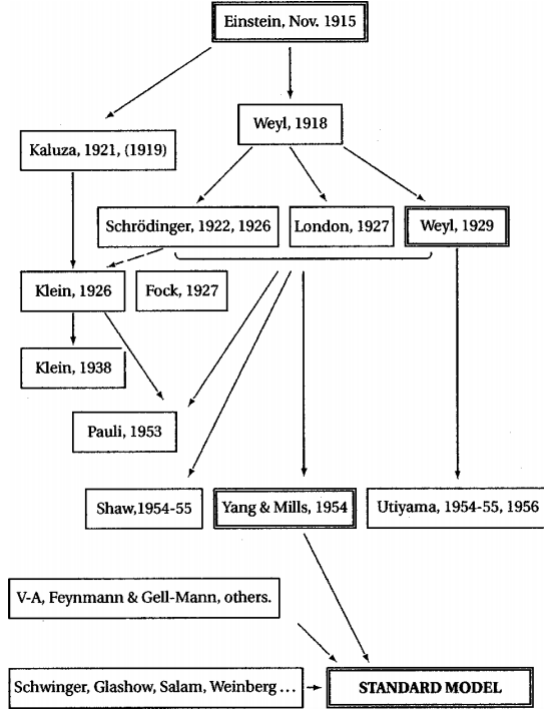 Einstein, Nov. 1915
Weyl, 1918
Kaluza, 1921, (1919)
Schrödinger, 1922, 1926
London, 1927
Weyl, 1929
Klein, 1926
Fock, 1927
Klein, 1938
Pauli, 1953
Shaw,1954-55
Yang & Mills, 1954
Utiyama, 1954-55, 1956
V-A, Feynmann & Gell-Mann, others.
Schwinger, Glashow, Salam, Weinberg ...
STANDARD MODEL